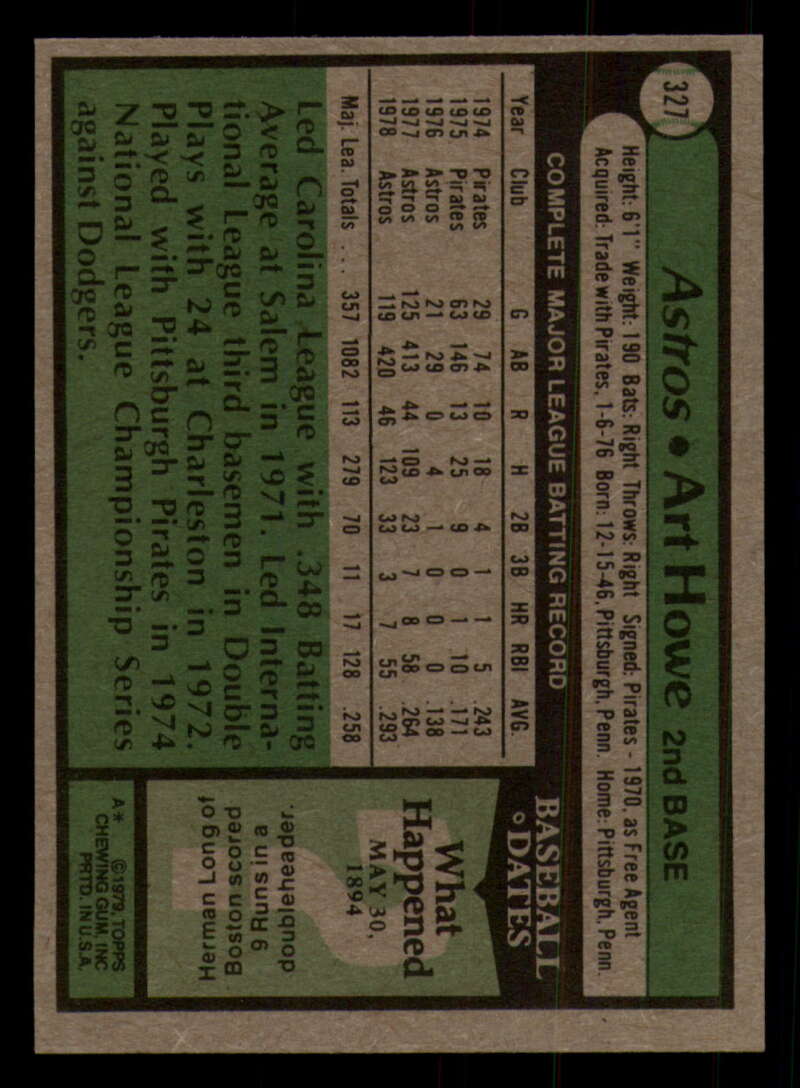 327
Astros • Art Howe 2nd BASE
Height: 6'1" Weight: 190 Bats: Right Throws: Right Signed: Pirates - 1970, as Free Agent
Acquired: Trade with Pirates, 1-6-76 Born: 12-15-46, Pittsburgh, Penn. Home: Pittsburgh, Penn.
COMPLETE MAJOR LEAGUE BATTING RECORD
Year Club G AB R H 2B 3B HR RBI AVG.
1974 Pirates 29 74 10 18 4 1 1 5 .243
1975 Pirates 63 146 13 25 9 0 1 10 .171
1976 Astros 21 29 0 4 1 0 0 0 .138
1977 Astros 125 413 44 109 23 7 8 58 .264
1978 Astros 119 420 46 123 33 3 7 55 .293
Maj. Lea. Totals . . . 357 1082 113 279 70 11 17 128 .258
Led Carolina League with .348 Batting
Average at Salem in 1971. Led Interna-
tional League third basemen in Double
Plays with 24 at Charleston in 1972.
Played with Pittsburgh Pirates in 1974
National League Championship Series
against Dodgers.
BASEBALL
DATES
What
Happened
MAY 30,
1894
Herman Long of
Boston scored
9 Runs in a
doubleheader.
A* ©1979, TOPPS
CHEWING GUM, INC
PRTD. IN U.S.A.